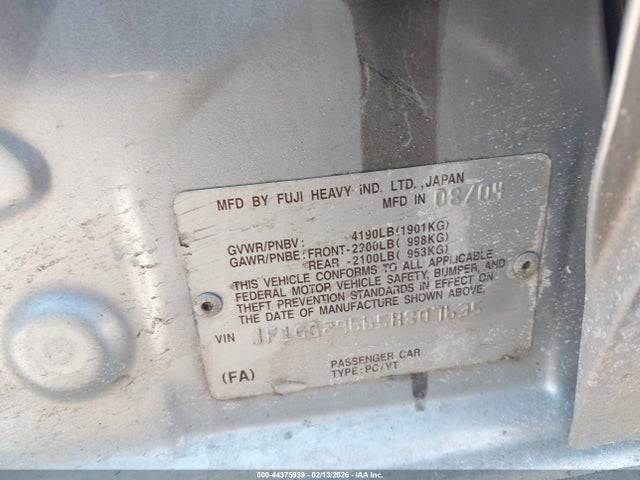 MFD BY FUJI HEAVY IND. LTD., JAPAN
MFD IN 08/04
GVWR/PNBV: 4190LB(1901KG)
GAWR/PNBE: FRONT-2200LB( 998KG)
REAR -2100LB( 953KG)
THIS VEHICLE CONFORMS TO ALL APPLICABLE
FEDERAL MOTOR VEHICLE SAFETY, BUMPER, AND
THEFT PREVENTION STANDARDS IN EFFECT ON
THE DATE OF MANUFACTURE SHOWN ABOVE.
VIN
(FA)
PASSENGER CAR
TYPE:PC/VT
000-44375939 - 02/13/2026 - IAA, Inc.